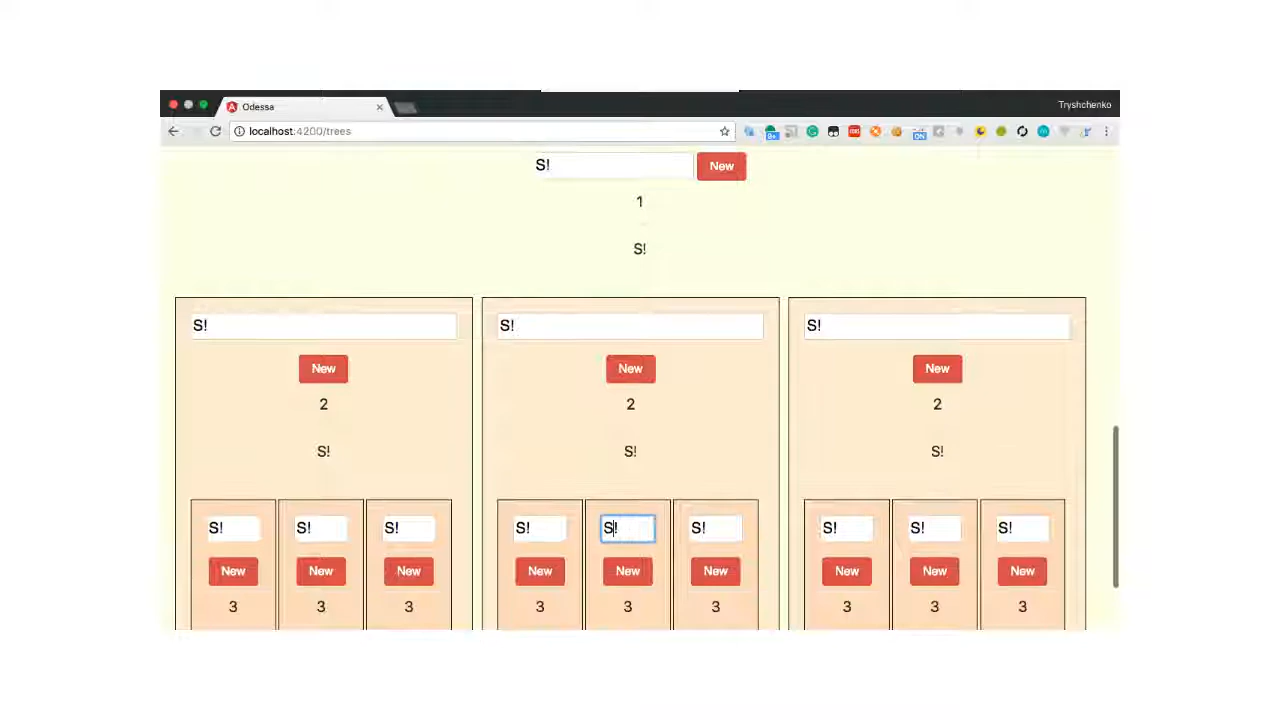 Odessa
Tryshchenko
localhost:4200/trees
S! New
1
S!
S! S! S!
New New New
2 2 2
S! S! S!
S! S! S! S! S! S! S! S! S!
New New New New New New New New New
3 3 3 3 3 3 3 3 3